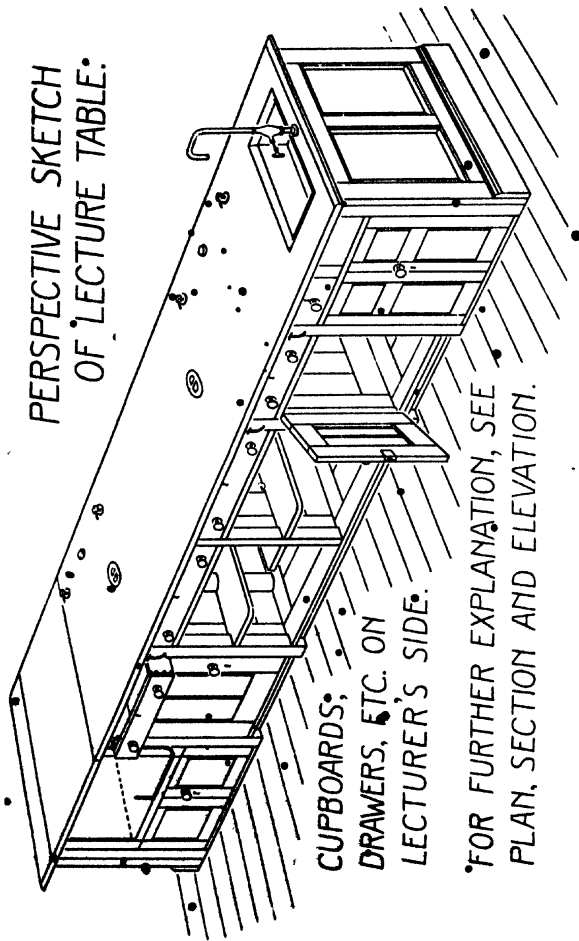 PERSPECTIVE SKETCH
OF LECTURE TABLE.
CUPBOARDS,
DRAWERS, ETC. ON
LECTURER'S SIDE.
FOR FURTHER EXPLANATION, SEE
PLAN, SECTION AND ELEVATION.